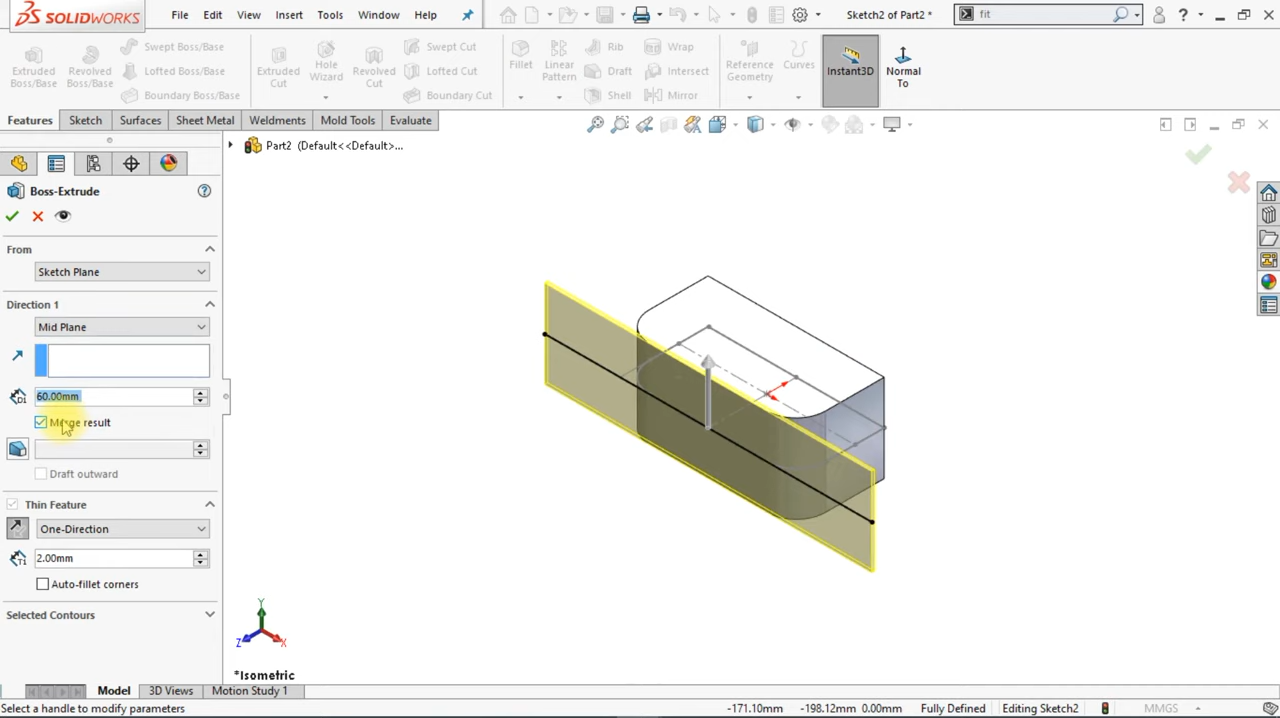 SOLIDWORKS File Edit View Insert Tools Window Help Sketch2 of Part2 * fit ?
Extruded Boss/Base
Revolved Boss/Base
Swept Boss/Base
Lofted Boss/Base
Boundary Boss/Base
Extruded Cut
Hole Wizard
Revolved Cut
Swept Cut
Lofted Cut
Boundary Cut
Fillet
Linear Pattern
Rib
Draft
Shell
Wrap
Intersect
Mirror
Reference Geometry
Curves
Instant3D
Normal To
Features Sketch Surfaces Sheet Metal Weldments Mold Tools Evaluate
Part2 (Default<<Default>...
Boss-Extrude
From
Sketch Plane
Direction 1
Mid Plane
60.00mm
Merge result
Draft outward
Thin Feature
One-Direction
2.00mm
Auto-fillet corners
Selected Contours
Y
Z X
*Isometric
Model 3D Views Motion Study 1
Select a handle to modify parameters -171.10mm -198.12mm 0.00mm Fully Defined Editing Sketch2 MMGS